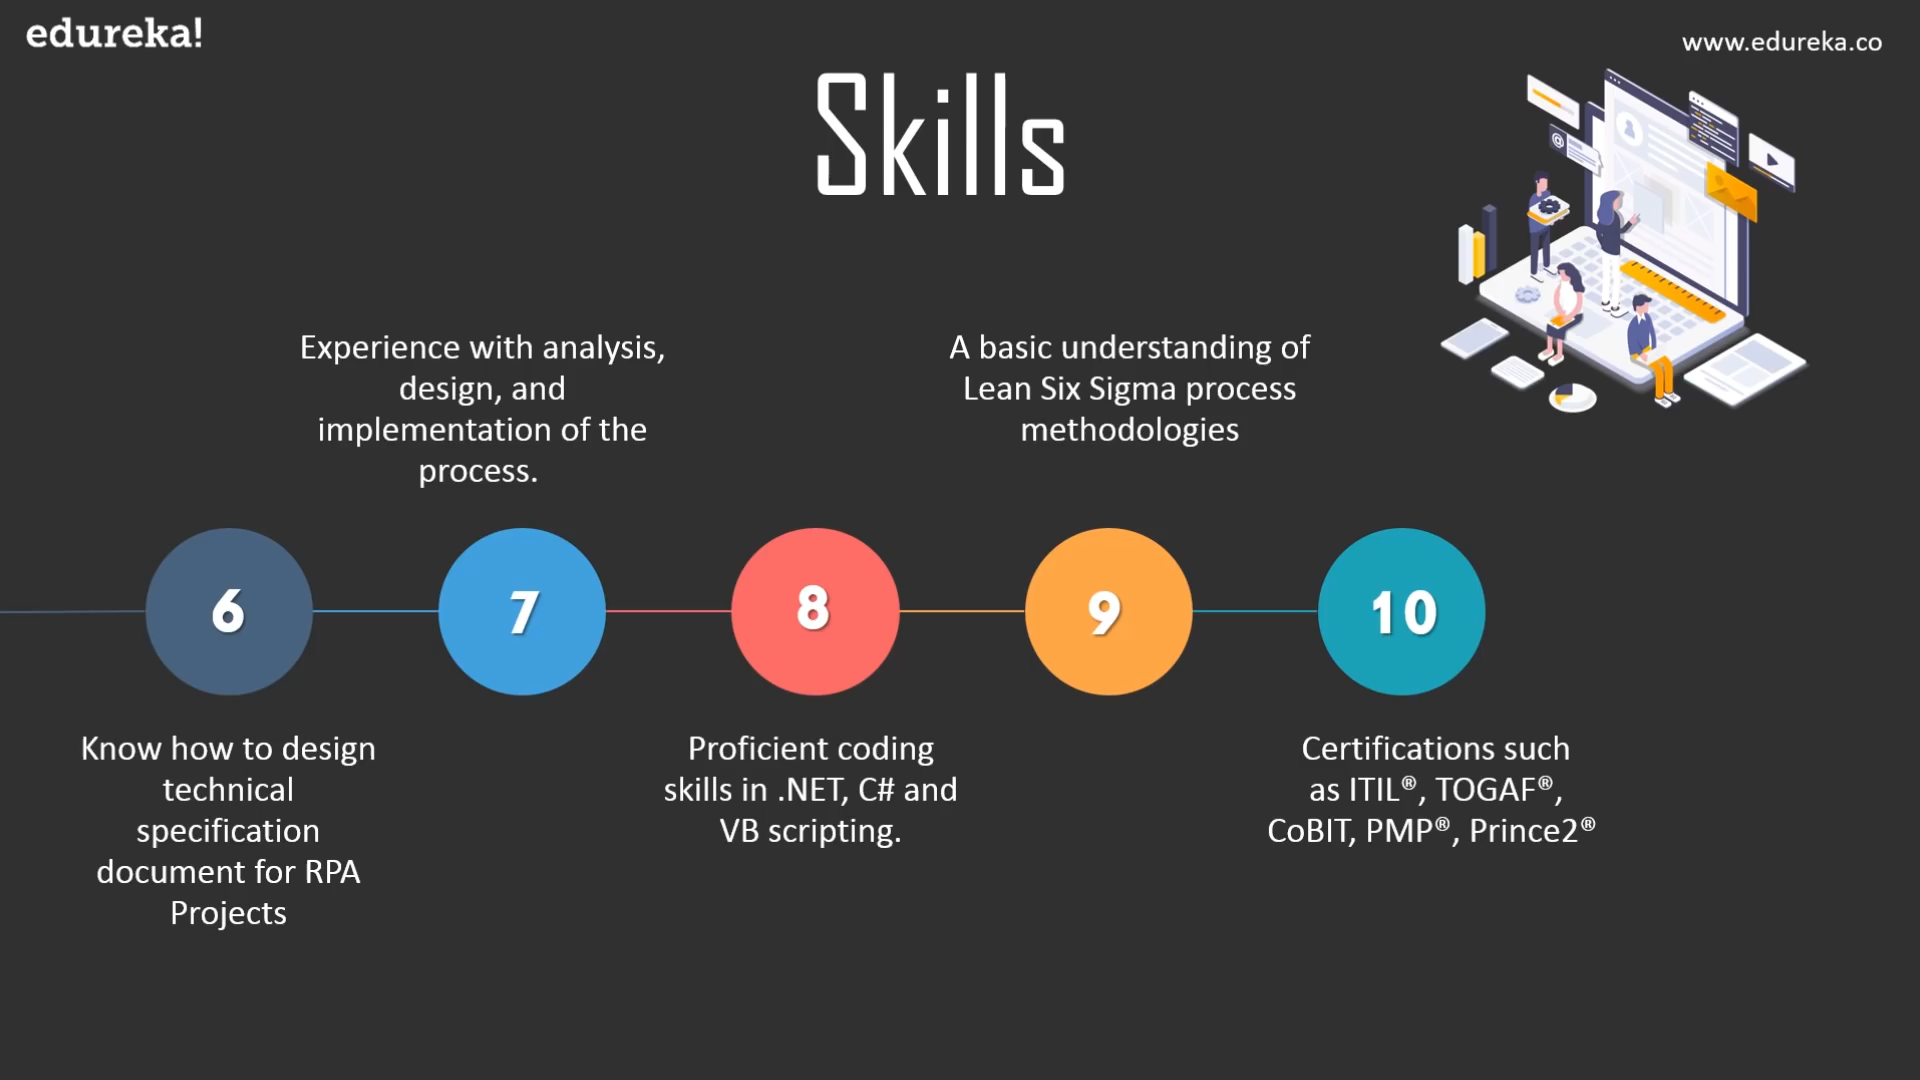 edureka!
www.edureka.co
Skills
Experience with analysis,
design, and
implementation of the
process.
A basic understanding of
Lean Six Sigma process
methodologies
6
7
8
9
10
Know how to design
technical
specification
document for RPA
Projects
Proficient coding
skills in .NET, C# and
VB scripting.
Certifications such
as ITIL®, TOGAF®,
CoBIT, PMP®, Prince2®